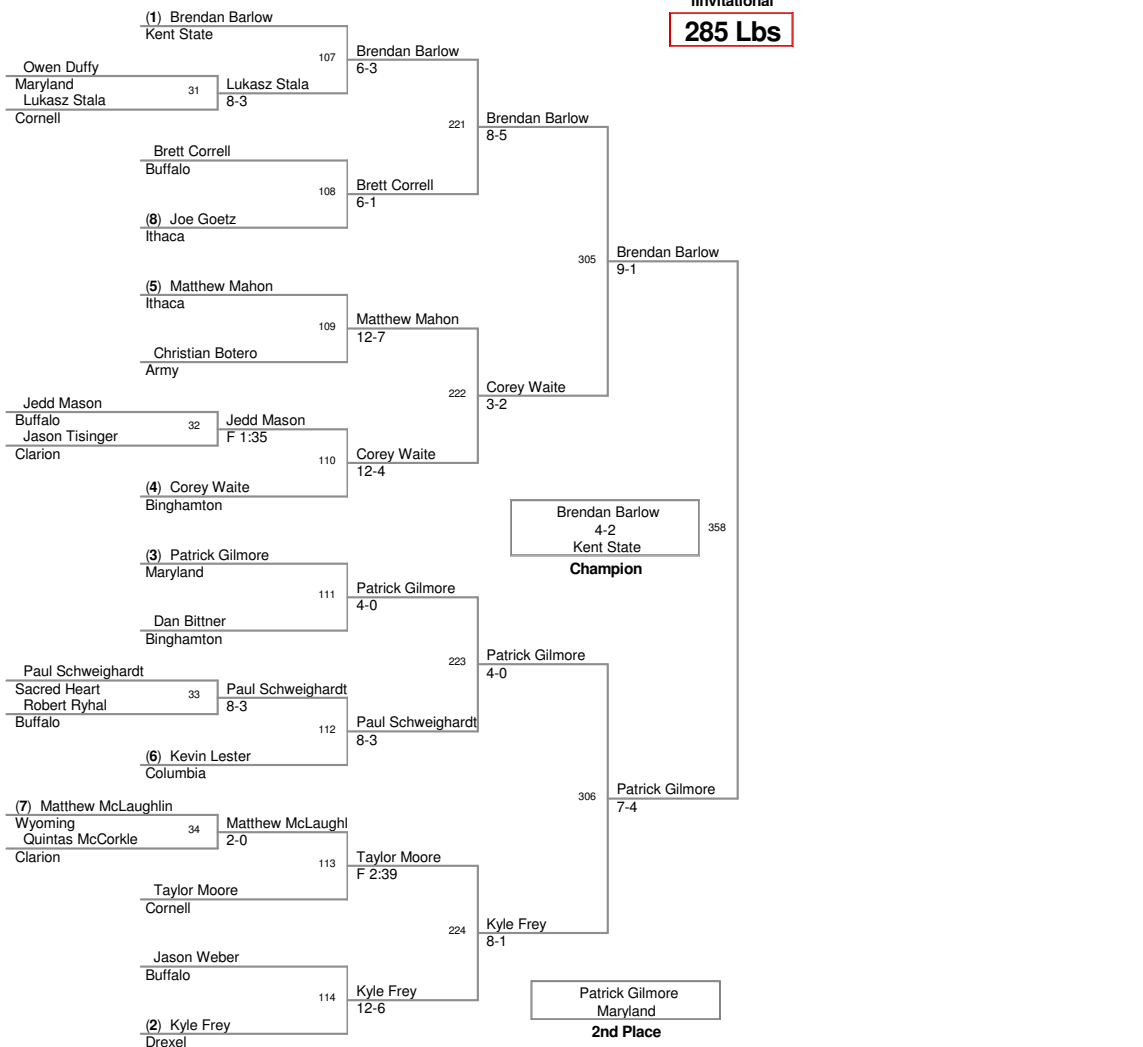 Invitational
285 Lbs
(1) Brendan Barlow
Kent State
107
Brendan Barlow
6-3
Owen Duffy
Maryland
31
Lukasz Stala
8-3
Lukasz Stala
Cornell
221
Brendan Barlow
8-5
Brett Correll
Buffalo
108
Brett Correll
6-1
(8) Joe Goetz
Ithaca
305
Brendan Barlow
9-1
(5) Matthew Mahon
Ithaca
109
Matthew Mahon
12-7
Christian Botero
Army
222
Corey Waite
3-2
Jedd Mason
Buffalo
32
Jedd Mason
F 1:35
Jason Tisinger
Clarion
110
Corey Waite
12-4
(4) Corey Waite
Binghamton
Brendan Barlow
4-2
Kent State
358
Champion
(3) Patrick Gilmore
Maryland
111
Patrick Gilmore
4-0
Dan Bittner
Binghamton
223
Patrick Gilmore
4-0
Paul Schweighardt
Sacred Heart
33
Paul Schweighardt
8-3
Robert Ryhal
Buffalo
112
Paul Schweighardt
8-3
(6) Kevin Lester
Columbia
306
Patrick Gilmore
7-4
(7) Matthew McLaughlin
Wyoming
34
Matthew McLaughl
2-0
Quintas McCorkle
Clarion
113
Taylor Moore
F 2:39
Taylor Moore
Cornell
224
Kyle Frey
8-1
Jason Weber
Buffalo
114
Kyle Frey
12-6
(2) Kyle Frey
Drexel
Patrick Gilmore
Maryland
2nd Place